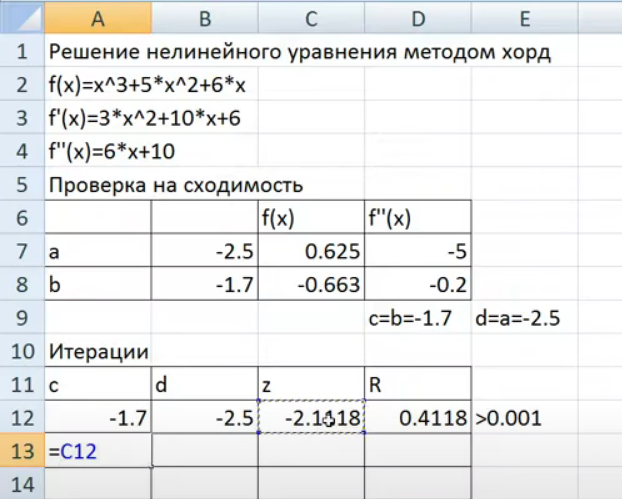 A B C D E
1 Решение нелинейного уравнения методом хорд
2 f(x)=x^3+5*x^2+6*x
3 f'(x)=3*x^2+10*x+6
4 f''(x)=6*x+10
5 Проверка на сходимость
6 f(x) f''(x)
7 a -2.5 0.625 -5
8 b -1.7 -0.663 -0.2
9 c=b=-1.7 d=a=-2.5
10 Итерации
11 c d z R
12 -1.7 -2.5 -2.1118 0.4118 >0.001
13 =C12
14